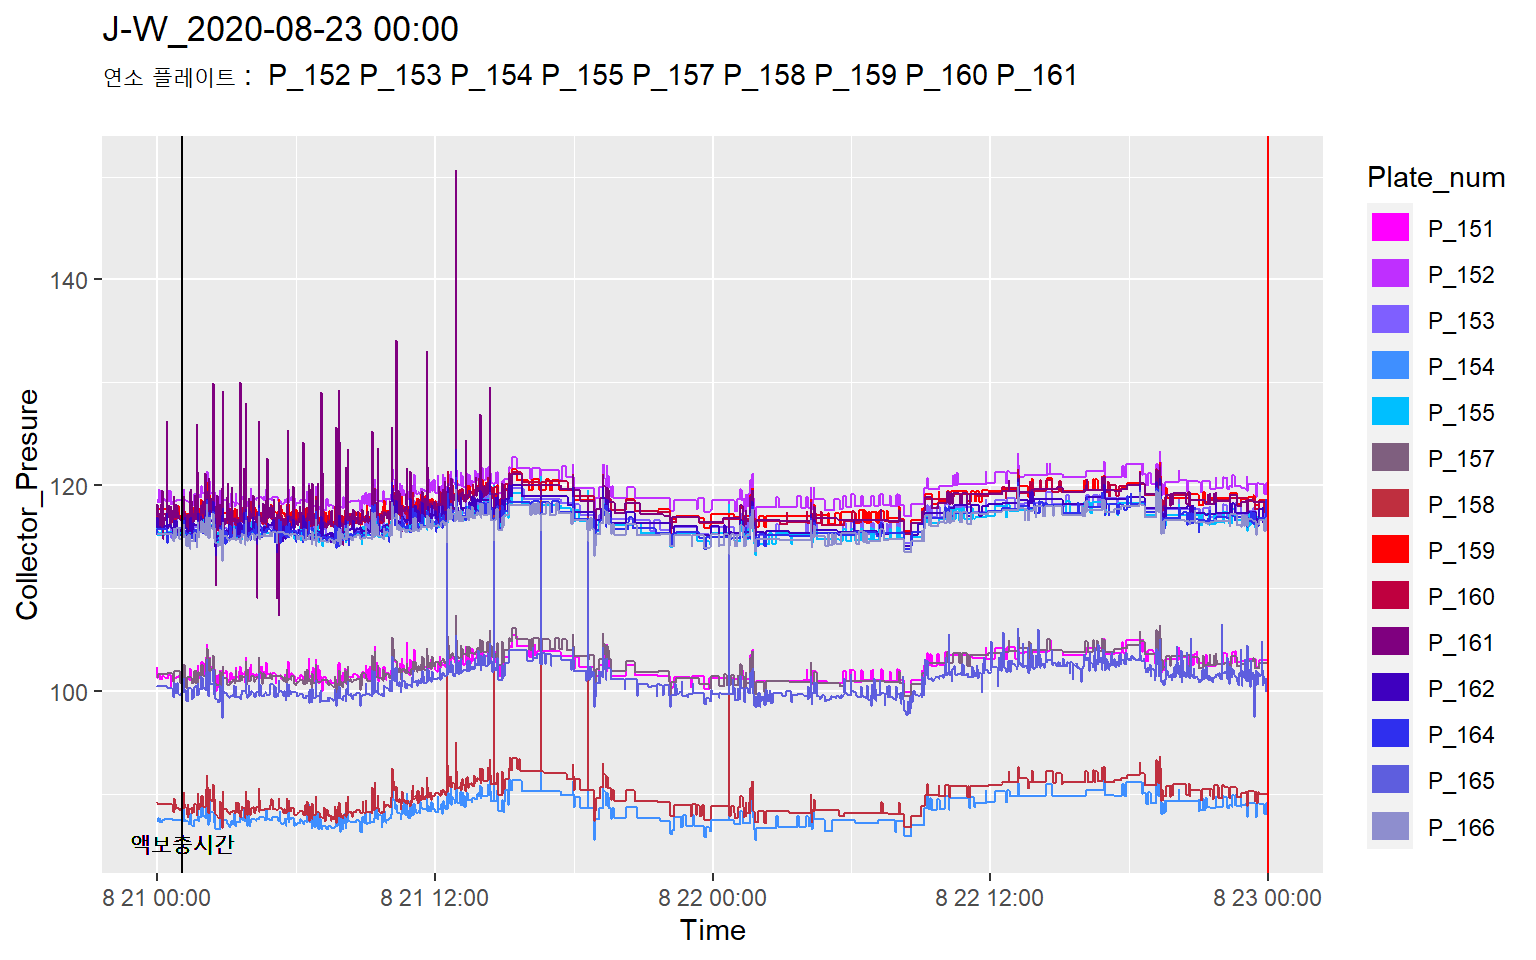 J-W_2020-08-23 00:00
연소 플레이트 : P_152 P_153 P_154 P_155 P_157 P_158 P_159 P_160 P_161
Collector_Presure
140
120
100
액보충시간
8 21 00:00 8 21 12:00 8 22 00:00 8 22 12:00 8 23 00:00
Time
Plate_num
P_151
P_152
P_153
P_154
P_155
P_157
P_158
P_159
P_160
P_161
P_162
P_164
P_165
P_166